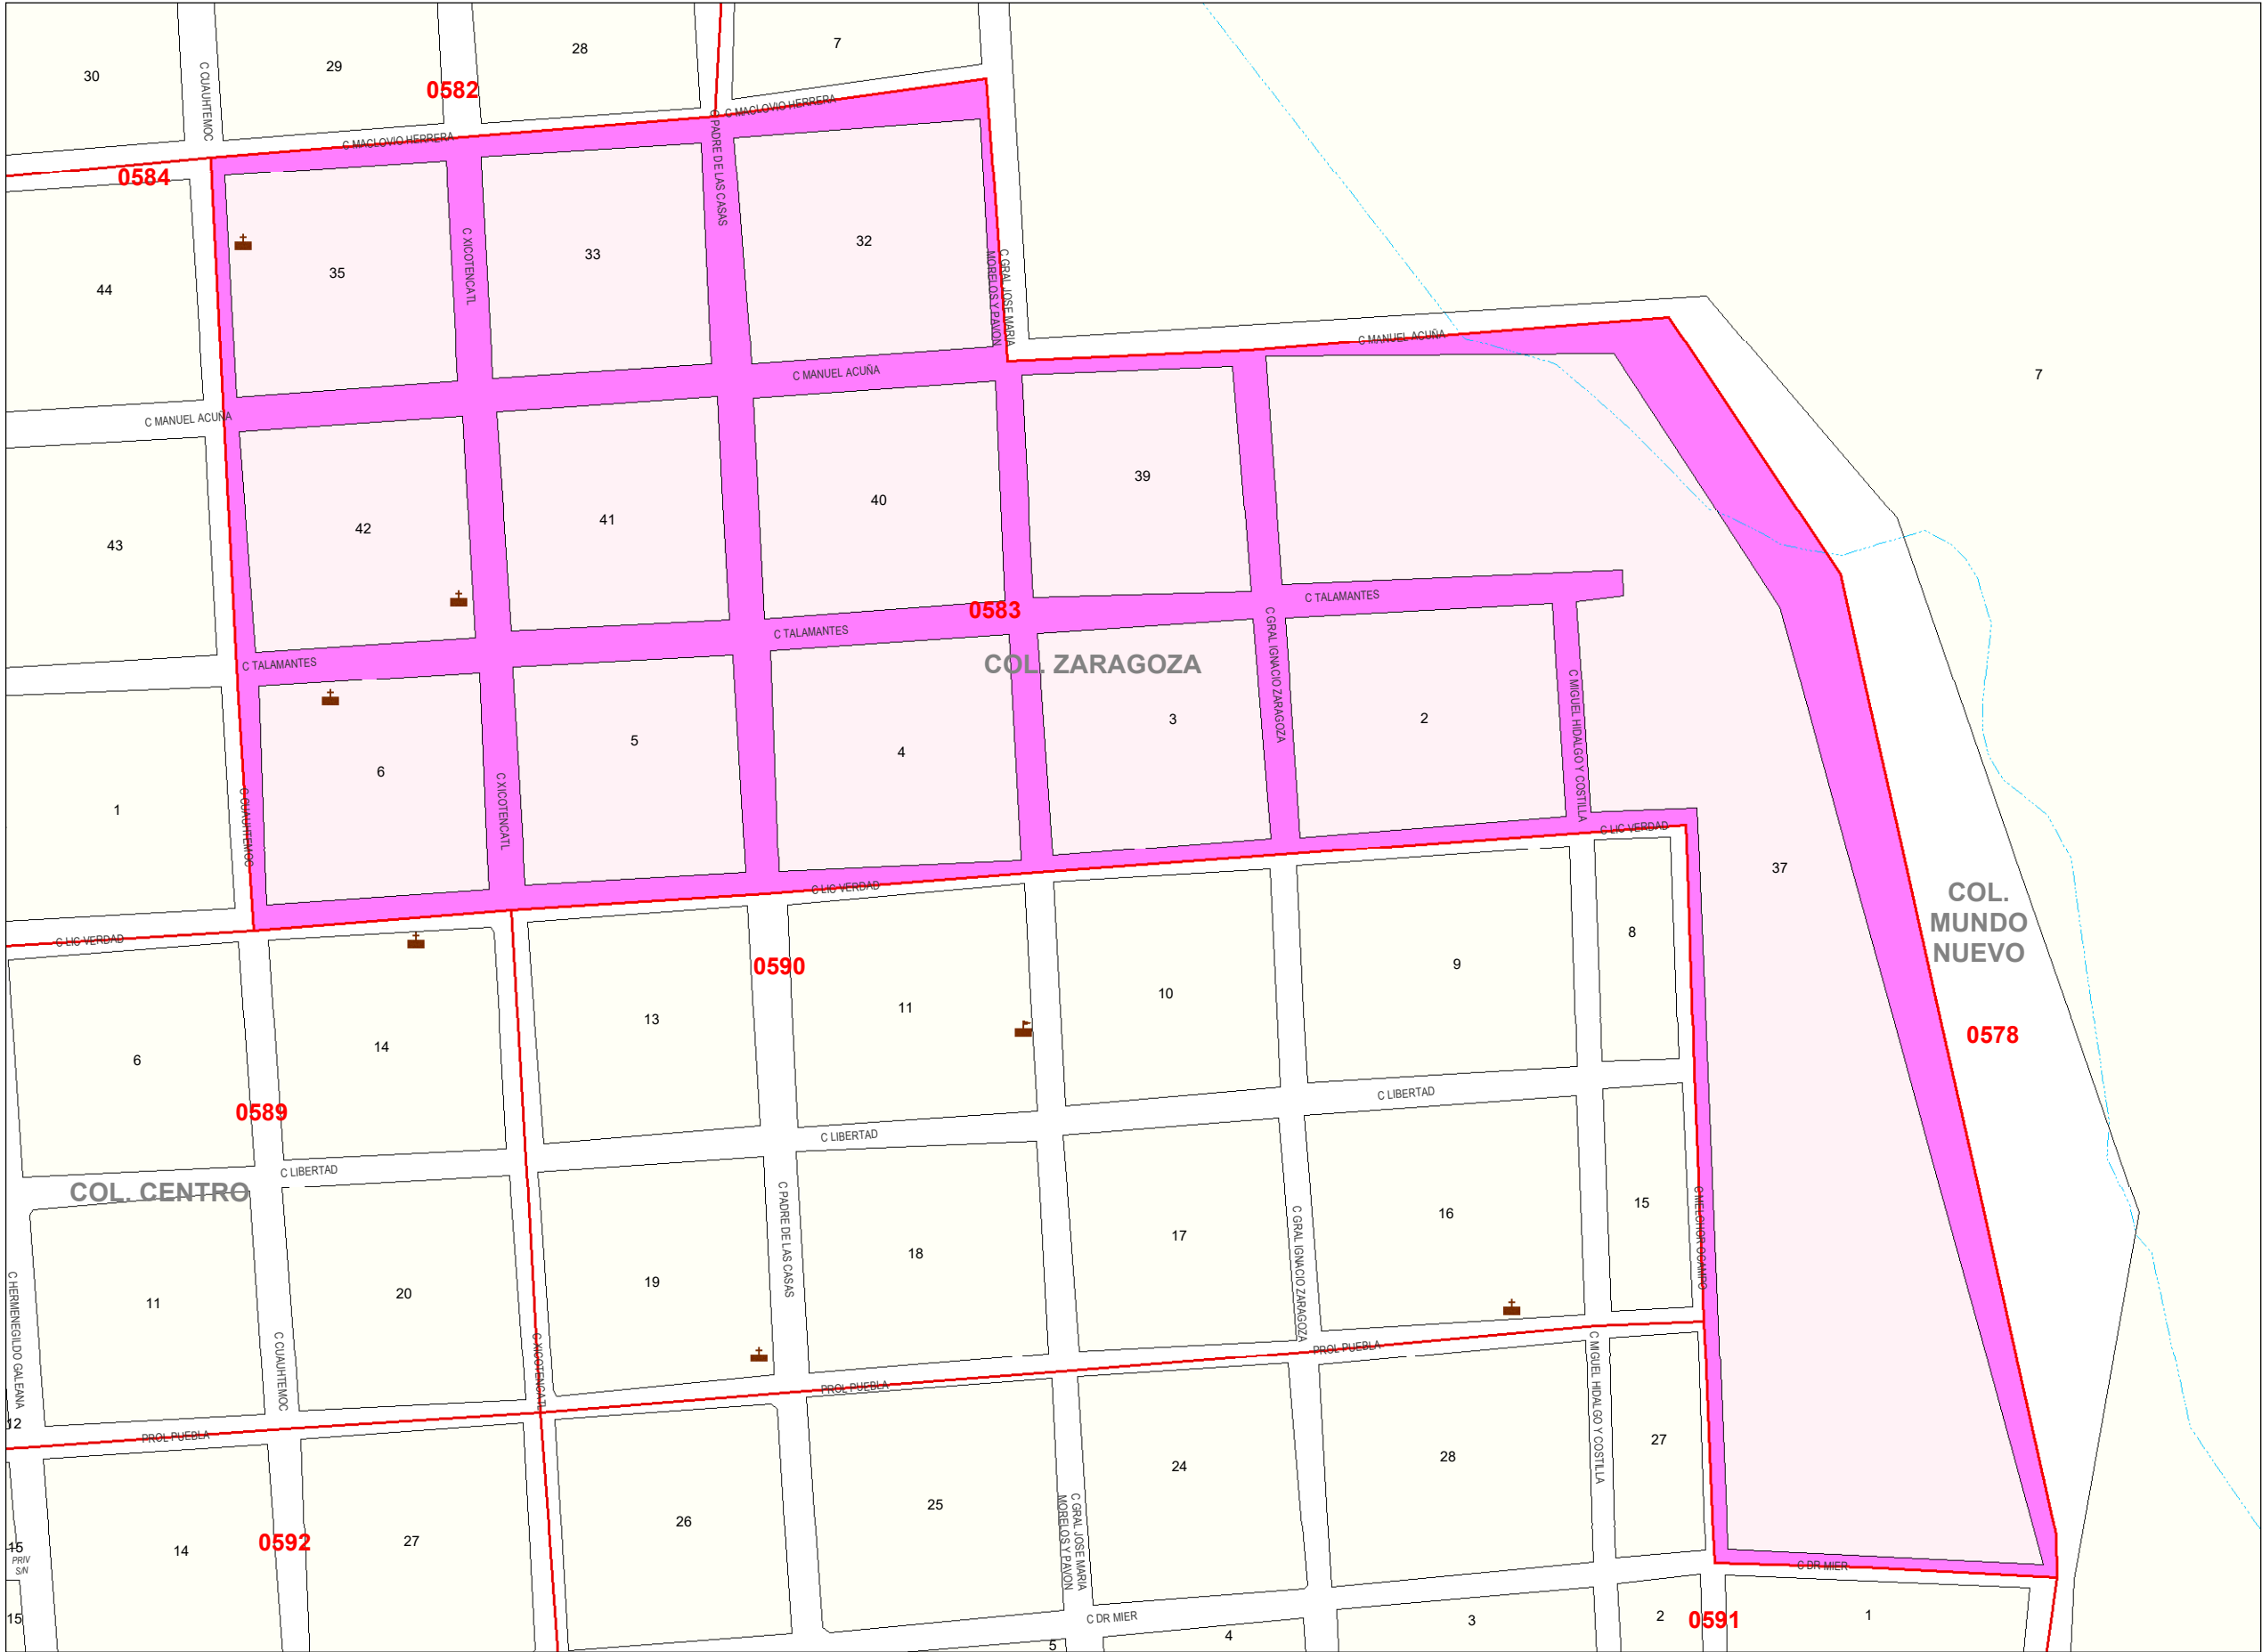 30
29
28
7
C CUAUHTEMOC
0582
C MACLOVIO HERRERA
C MACLOVIO HERRERA
C PADRE DE LAS CASAS
0584
44
35
C XICOTENCATL
33
32
C GRAL JOSE MARIA
MORELOS Y PAVON
C MANUEL ACUÑA
C MANUEL ACUÑA
C MANUEL ACUÑA
7
43
42
41
40
39
0583
C TALAMANTES
C TALAMANTES
C TALAMANTES
COL. ZARAGOZA
C GRAL IGNACIO ZARAGOZA
C MIGUEL HIDALGO Y COSTILLA
1
C CUAUHTEMOC
6
C XICOTENCATL
5
4
3
2
37
C LIC VERDAD
C LIC VERDAD
C LIC VERDAD
COL.
MUNDO
NUEVO
0578
6
14
13
0590
11
10
9
8
0589
C LIBERTAD
C LIBERTAD
C LIBERTAD
COL. CENTRO
C HERMENEGILDO GALEANA
11
C CUAUHTEMOC
20
C XICOTENCATL
19
C PADRE DE LAS CASAS
18
17
C GRAL IGNACIO ZARAGOZA
16
15
C MELCHOR OCAMPO
12
PROL PUEBLA
PROL PUEBLA
PROL PUEBLA
C MIGUEL HIDALGO Y COSTILLA
15
PRIV
S/N
14
0592
27
26
25
C GRAL JOSE MARIA
MORELOS Y PAVON
24
28
27
C DR MIER
C DR MIER
15
5
4
3
2
0591
1